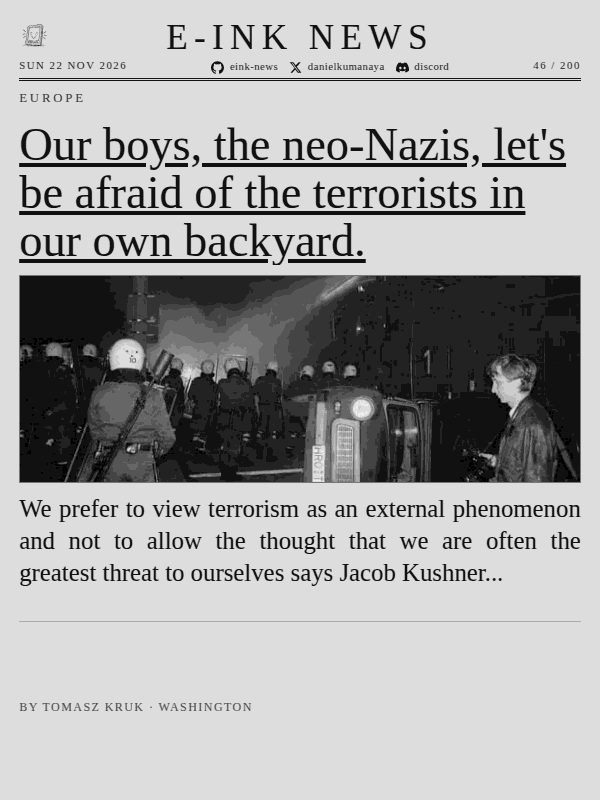 E-INK NEWS
SUN 22 NOV 2026
eink-news danielkumanaya discord
46 / 200
EUROPE
Our boys, the neo-Nazis, let's
be afraid of the terrorists in
our own backyard.
We prefer to view terrorism as an external phenomenon
and not to allow the thought that we are often the
greatest threat to ourselves says Jacob Kushner...
BY TOMASZ KRUK · WASHINGTON